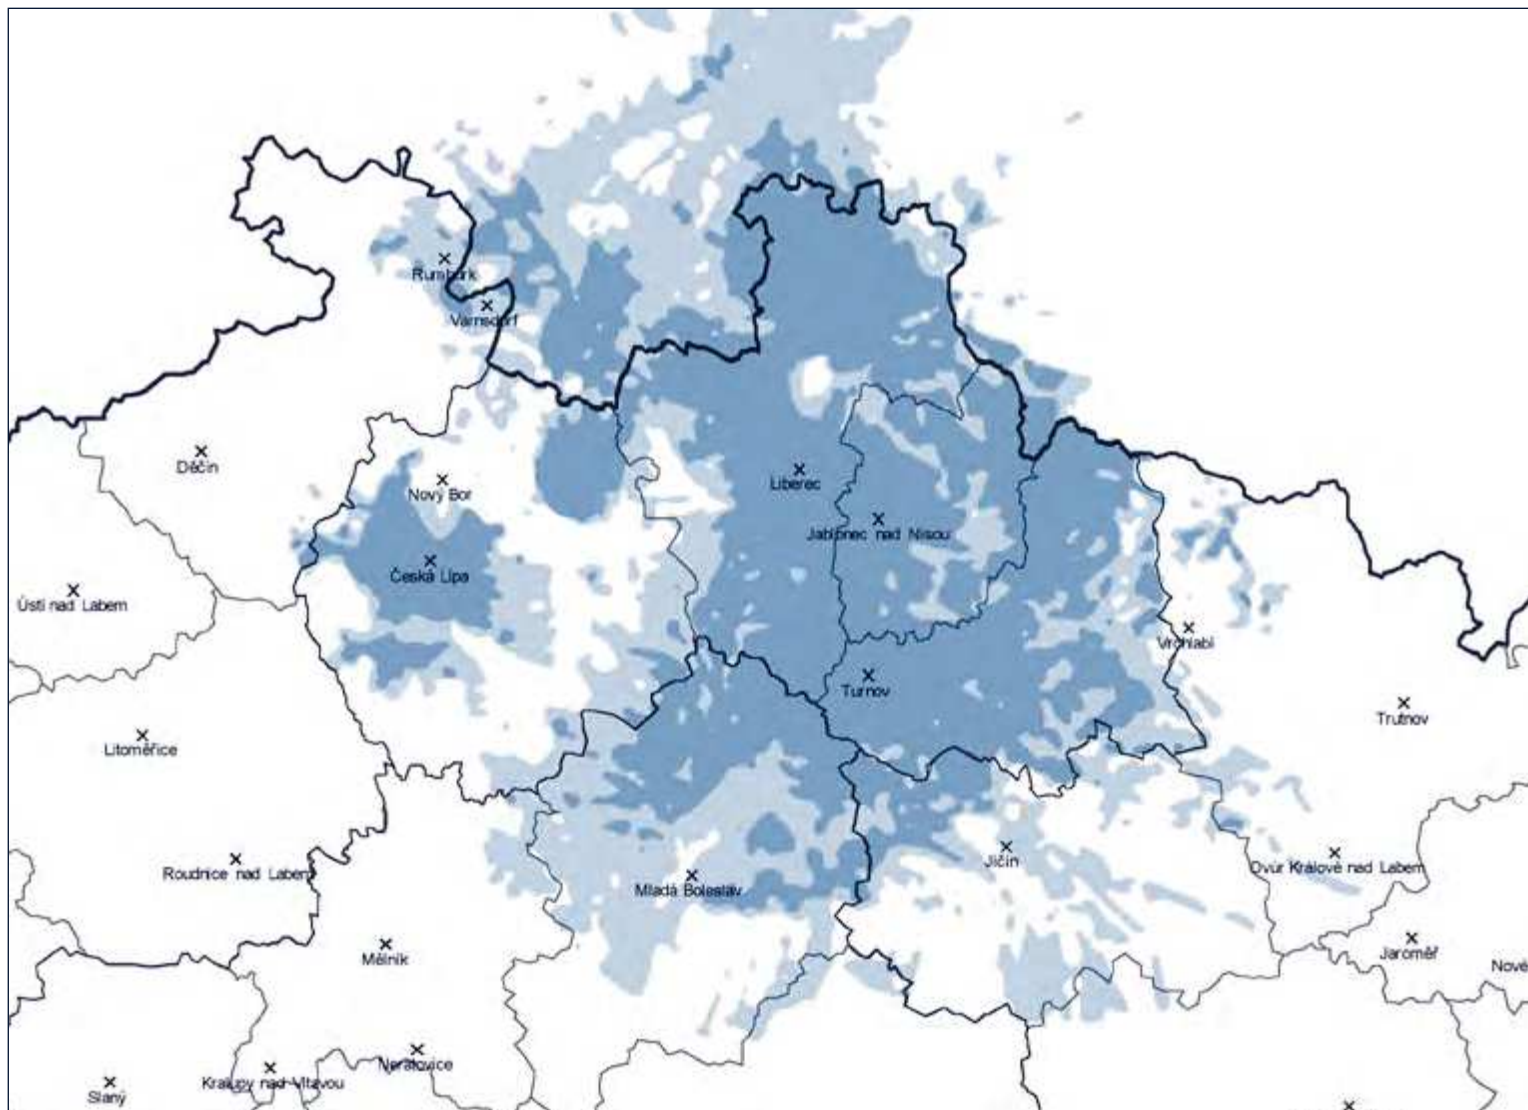 Rumburk
Varnsdorf
Děčín
Nový Bor
Liberec
Jablonec nad Nisou
Česká Lípa
Ústí nad Labem
Vrchlabí
Turnov
Trutnov
Litoměřice
Jičín
Dvůr Králové nad Labem
Roudnice nad Labem
Mladá Boleslav
Mělník
Jaroměř
Nové
Neratovice
Kralupy nad Vltavou
Slaný